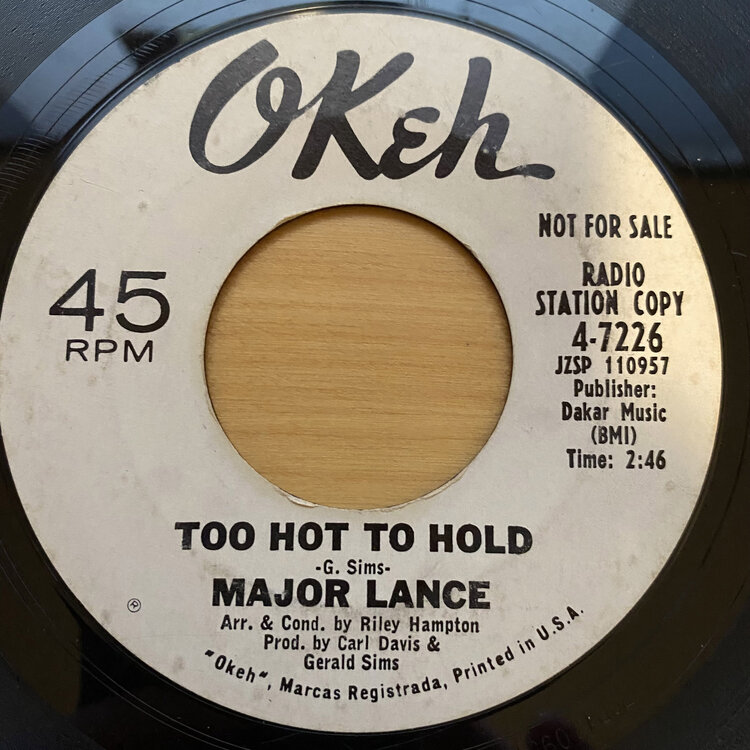 OKeh
NOT FOR SALE
45
RPM
RADIO
STATION COPY
4-7226
JZSP 110957
Publisher:
Dakar Music
(BMI)
Time: 2:46
TOO HOT TO HOLD
-G. Sims-
MAJOR LANCE
Arr. & Cond. by Riley Hampton
Prod. by Carl Davis &
Gerald Sims
®
"Okeh", Marcas Registrada, Printed in U.S.A.